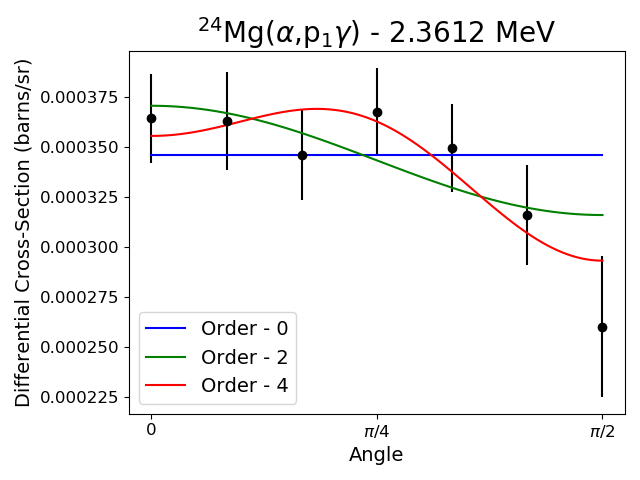 ²⁴Mg(α,p₁γ) - 2.3612 MeV
Differential Cross-Section (barns/sr)
0.000375
0.000350
0.000325
0.000300
0.000275
0.000250
0.000225
Order - 0
Order - 2
Order - 4
0 π/4 π/2
Angle